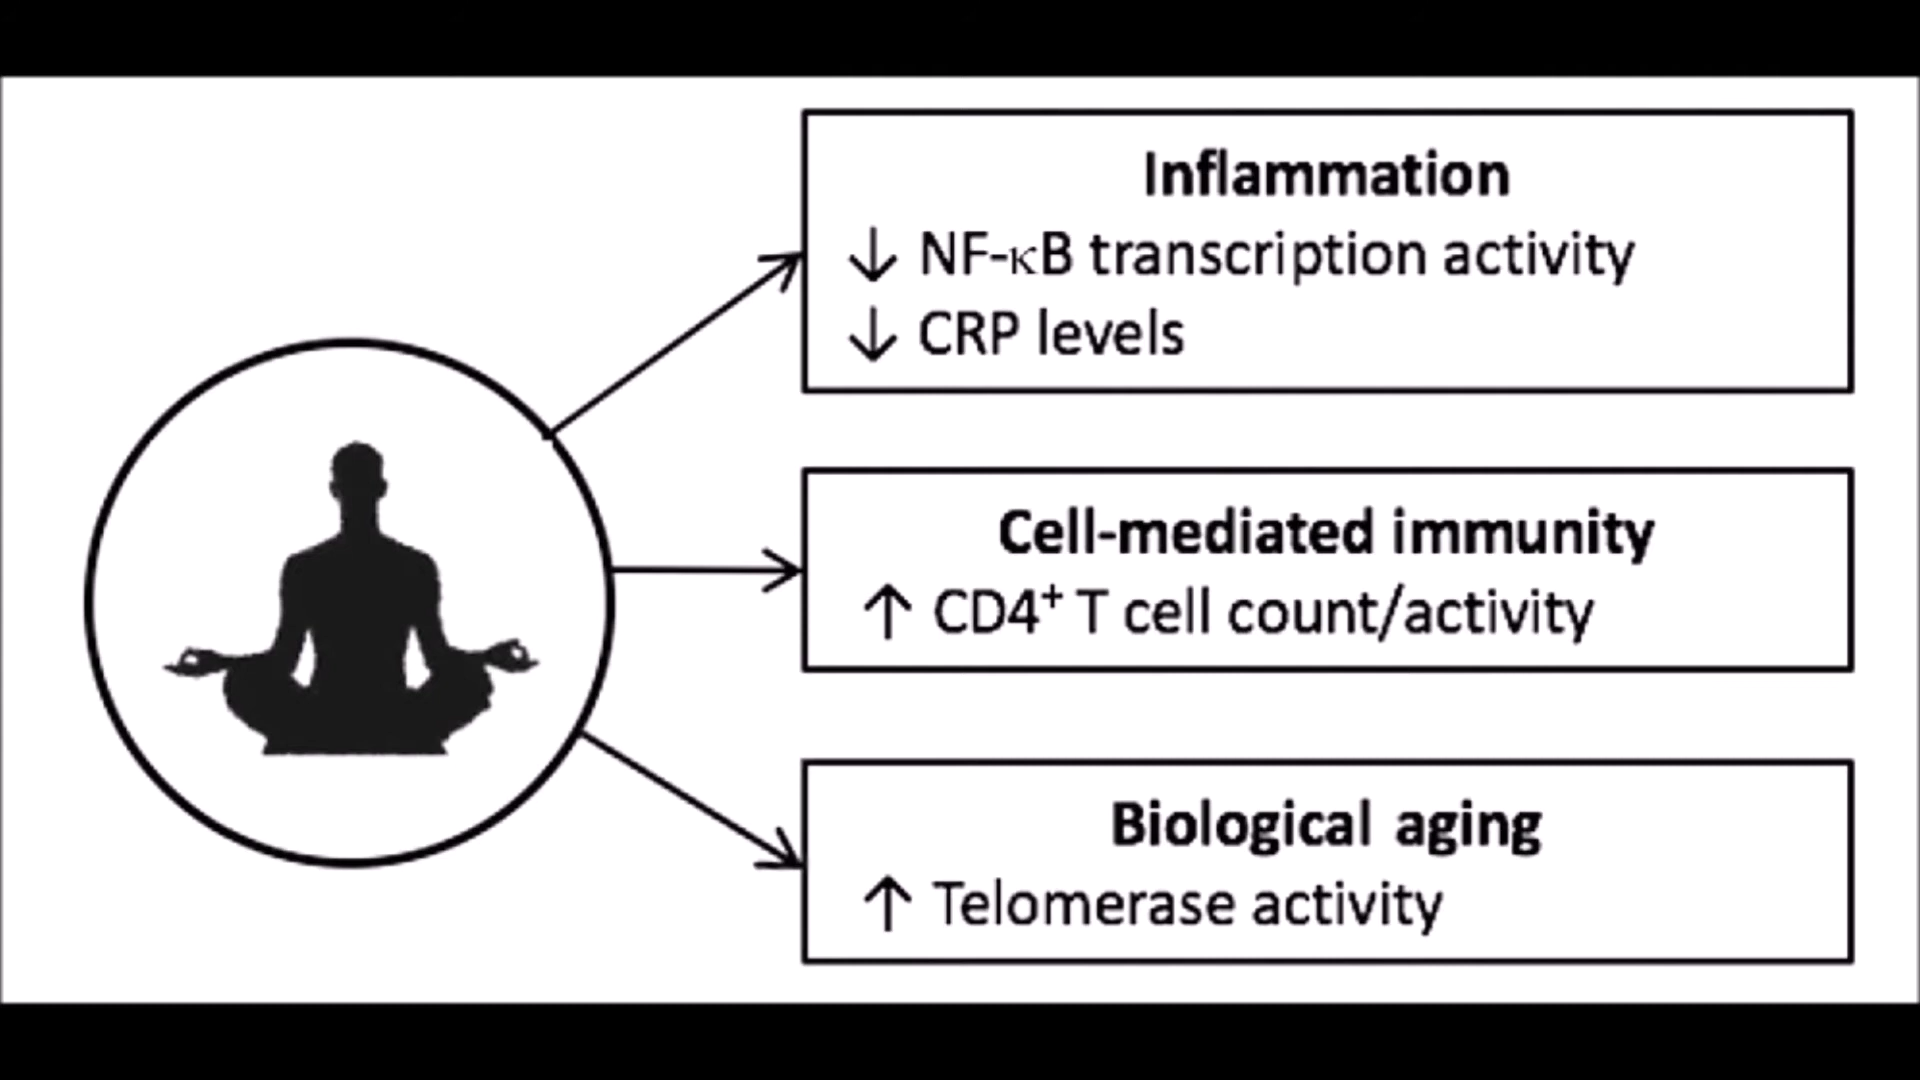 Inflammation
↓ NF-κB transcription activity
↓ CRP levels
Cell-mediated immunity
↑ CD4⁺ T cell count/activity
Biological aging
↑ Telomerase activity